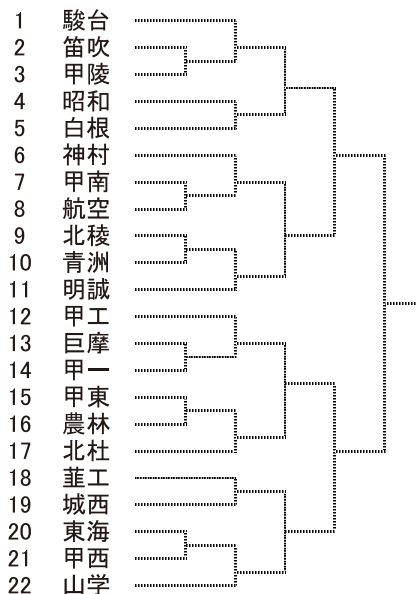 1 駿台
2 笛吹
3 甲陵
4 昭和
5 白根
6 神村
7 甲南
8 航空
9 北稜
10 青洲
11 明誠
12 甲工
13 巨摩
14 甲一
15 甲東
16 農林
17 北杜
18 韮工
19 城西
20 東海
21 甲西
22 山学